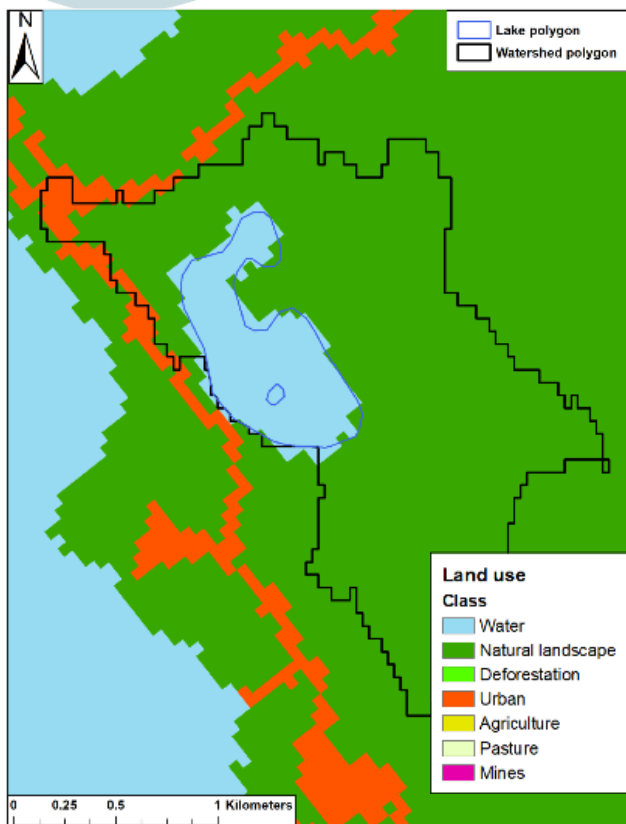 N
Lake polygon
Watershed polygon
Land use
Class
Water
Natural landscape
Deforestation
Urban
Agriculture
Pasture
Mines
0 0.25 0.5 1 Kilometers